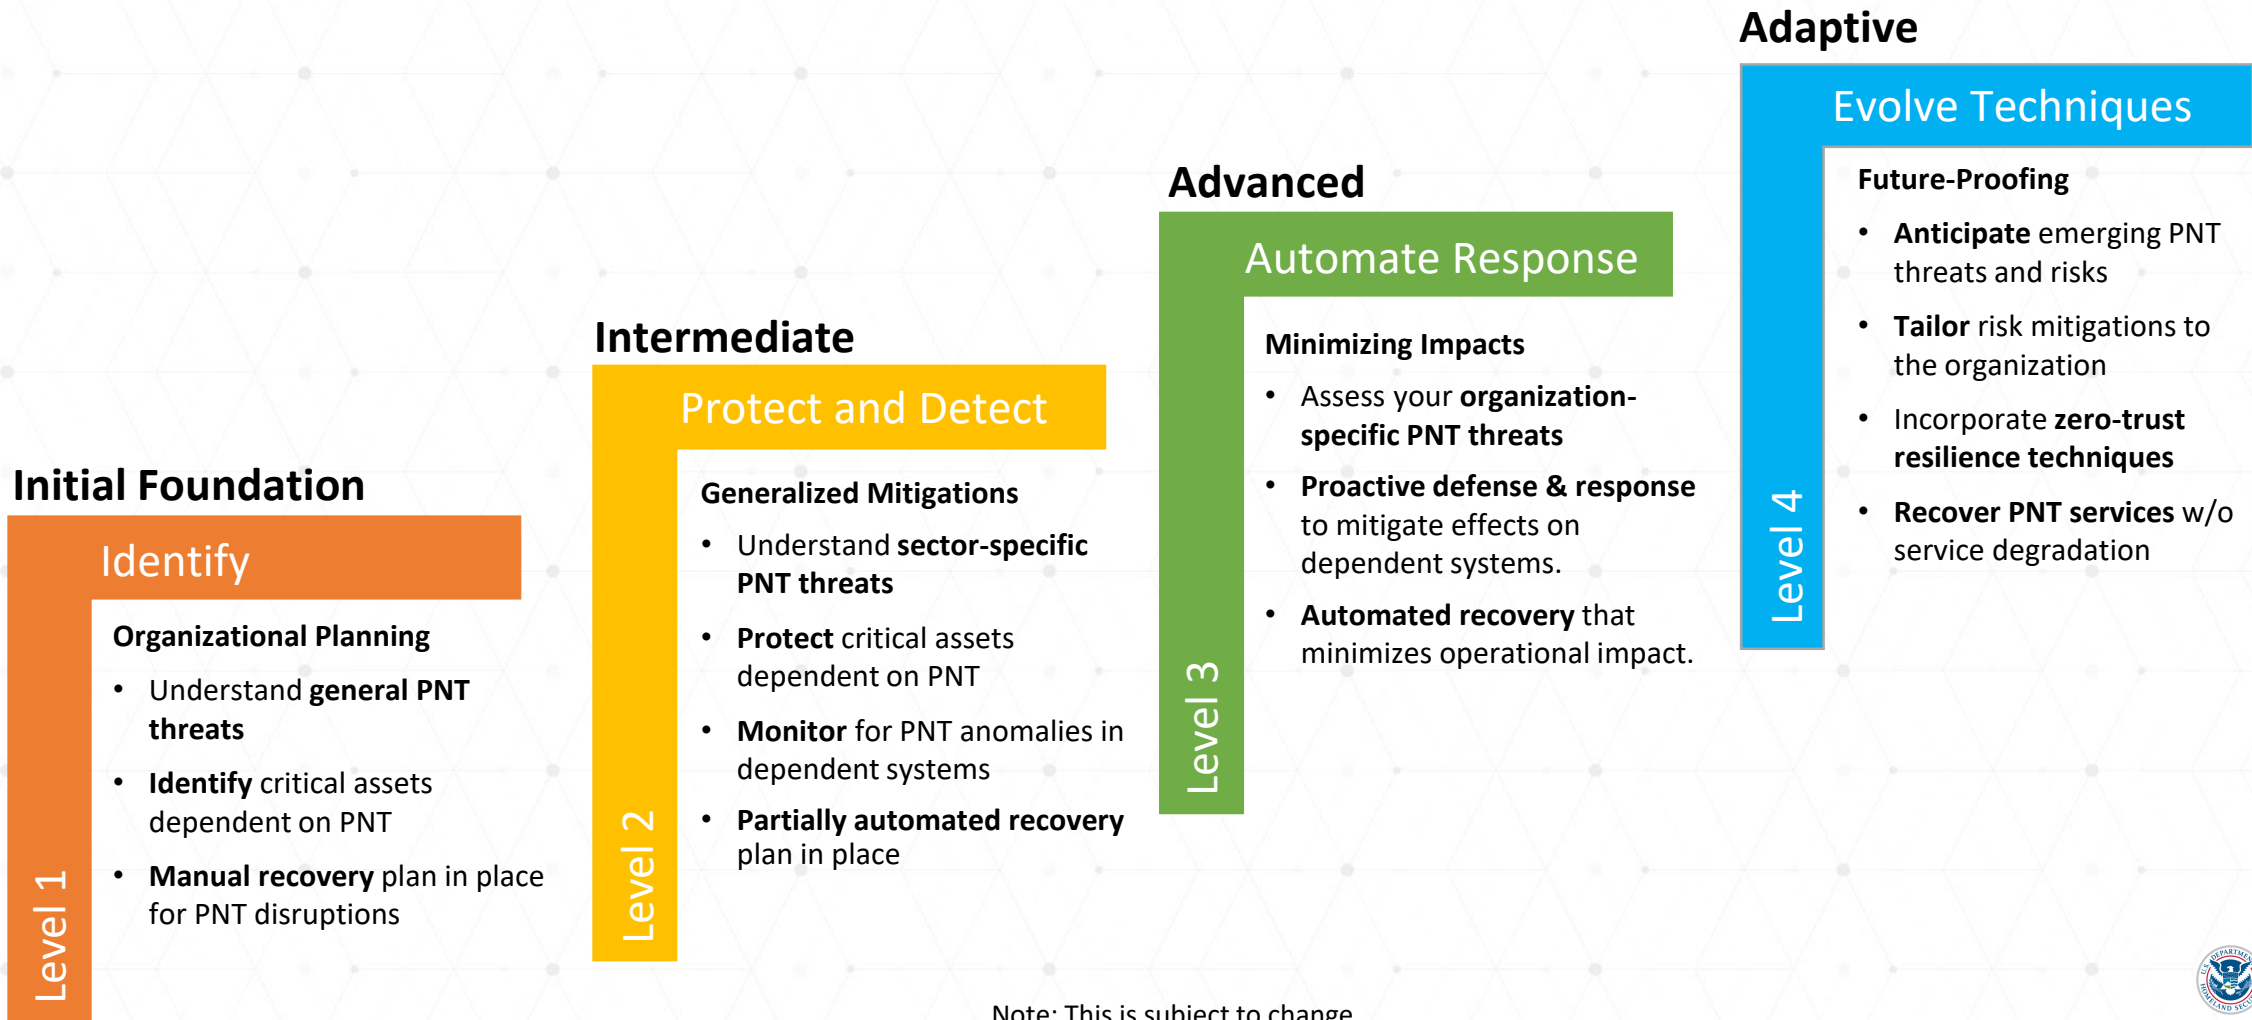 Initial Foundation
Identify
Level 1
Organizational Planning
• Understand general PNT
threats
• Identify critical assets
dependent on PNT
• Manual recovery plan in place
for PNT disruptions
Intermediate
Protect and Detect
Level 2
Generalized Mitigations
• Understand sector-specific
PNT threats
• Protect critical assets
dependent on PNT
• Monitor for PNT anomalies in
dependent systems
• Partially automated recovery
plan in place
Advanced
Automate Response
Level 3
Minimizing Impacts
• Assess your organization-
specific PNT threats
• Proactive defense & response
to mitigate effects on
dependent systems.
• Automated recovery that
minimizes operational impact.
Adaptive
Evolve Techniques
Level 4
Future-Proofing
• Anticipate emerging PNT
threats and risks
• Tailor risk mitigations to
the organization
• Incorporate zero-trust
resilience techniques
• Recover PNT services w/o
service degradation
Note: This is subject to change